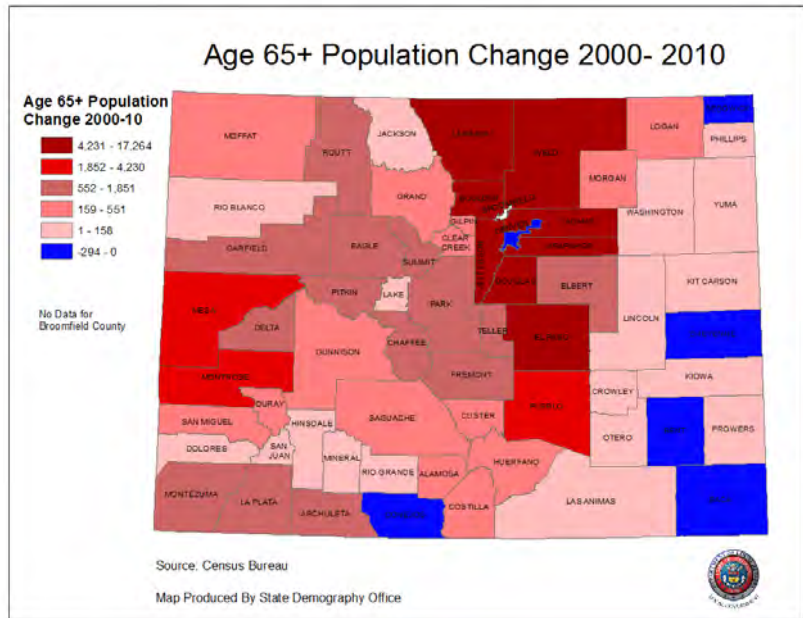 Age 65+ Population Change 2000- 2010
Age 65+ Population
Change 2000-10
4,231 - 17,264
1,852 - 4,230
552 - 1,851
159 - 551
1 - 158
-294 - 0
No Data for
Broomfield County
MOFFAT
ROUTT
JACKSON
LARIMER
WELD
LOGAN
PHILLIPS
RIO BLANCO
GRAND
MORGAN
WASHINGTON
YUMA
BOULDER
GILPIN
CLEAR
CREEK
GARFIELD
EAGLE
SUMMIT
DOUGLAS
ELBERT
KIT CARSON
MESA
PITKIN
LAKE
PARK
LINCOLN
DELTA
TELLER
EL PASO
GUNNISON
CHAFFEE
FREMONT
KIOWA
MONTROSE
OURAY
CROWLEY
PUEBLO
SAN MIGUEL
HINSDALE
SAGUACHE
CUSTER
OTERO
PROWERS
DOLORES
SAN
JUAN
MINERAL
RIO GRANDE
ALAMOSA
HUERFANO
MONTEZUMA
LA PLATA
ARCHULETA
COSTILLA
LAS ANIMAS
Source: Census Bureau
Map Produced By State Demography Office